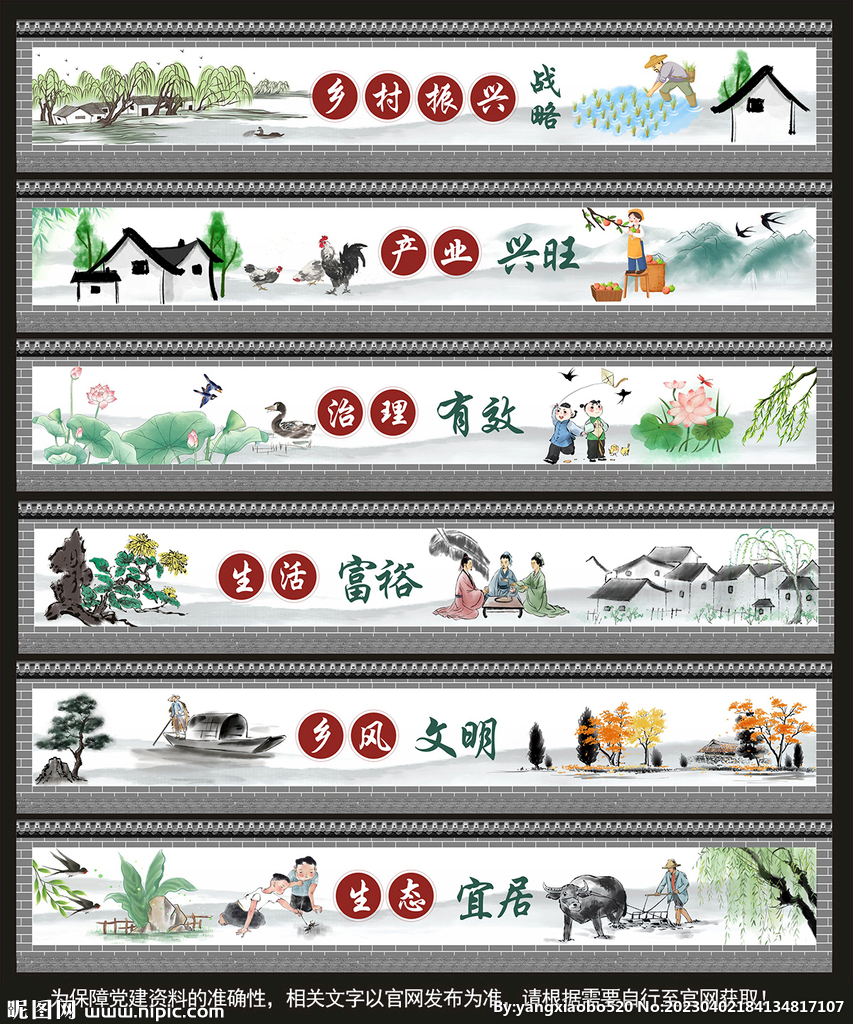 乡村振兴战略
产业兴旺
治理有效
生活富裕
乡风文明
生态宜居
为保障党建资料的准确性，相关文字以官网发布为准，请根据需要自行至官网获取！
昵图网 www.nipic.com
By:yangxiaobo520 No.20230402184134817107